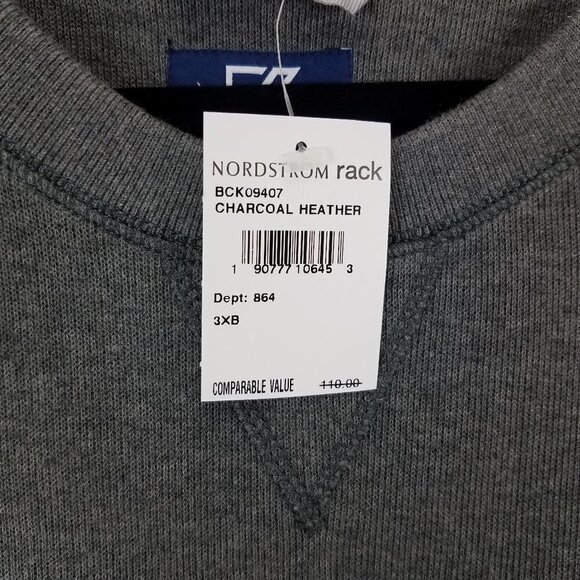 NORDSTROM rack
BCK09407
CHARCOAL HEATHER
1 90777 10645 3
Dept: 864
3XB
COMPARABLE VALUE 110.00